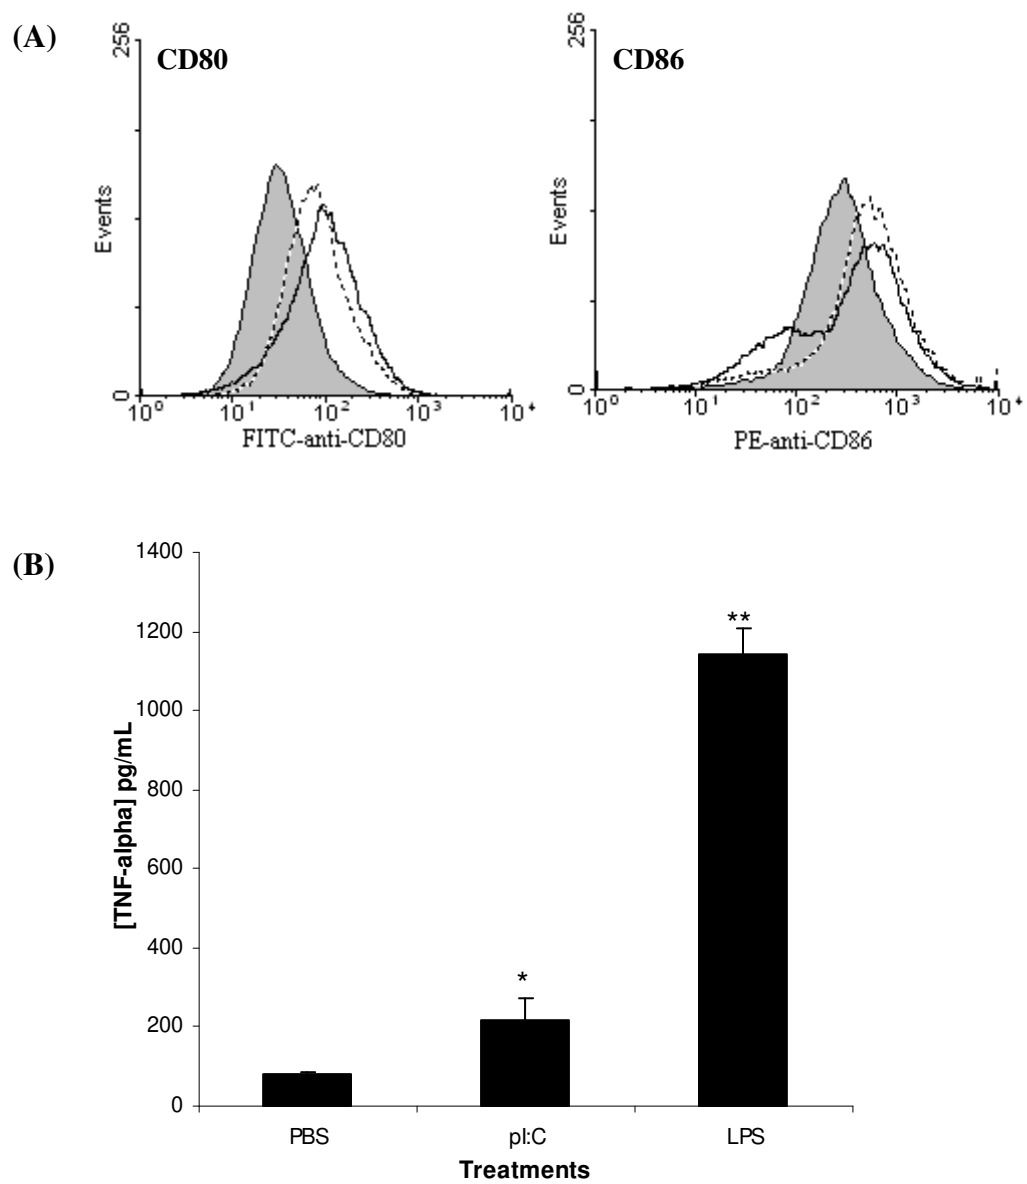 (A)
256
CD80
Events
0
10⁰ 10¹ 10² 10³ 10⁴
FITC-anti-CD80
256
CD86
Events
0
10⁰ 10¹ 10² 10³ 10⁴
PE-anti-CD86
(B)
1400
1200
1000
800
600
400
200
0
[TNF-alpha] pg/mL
*
**
PBS pI:C LPS
Treatments